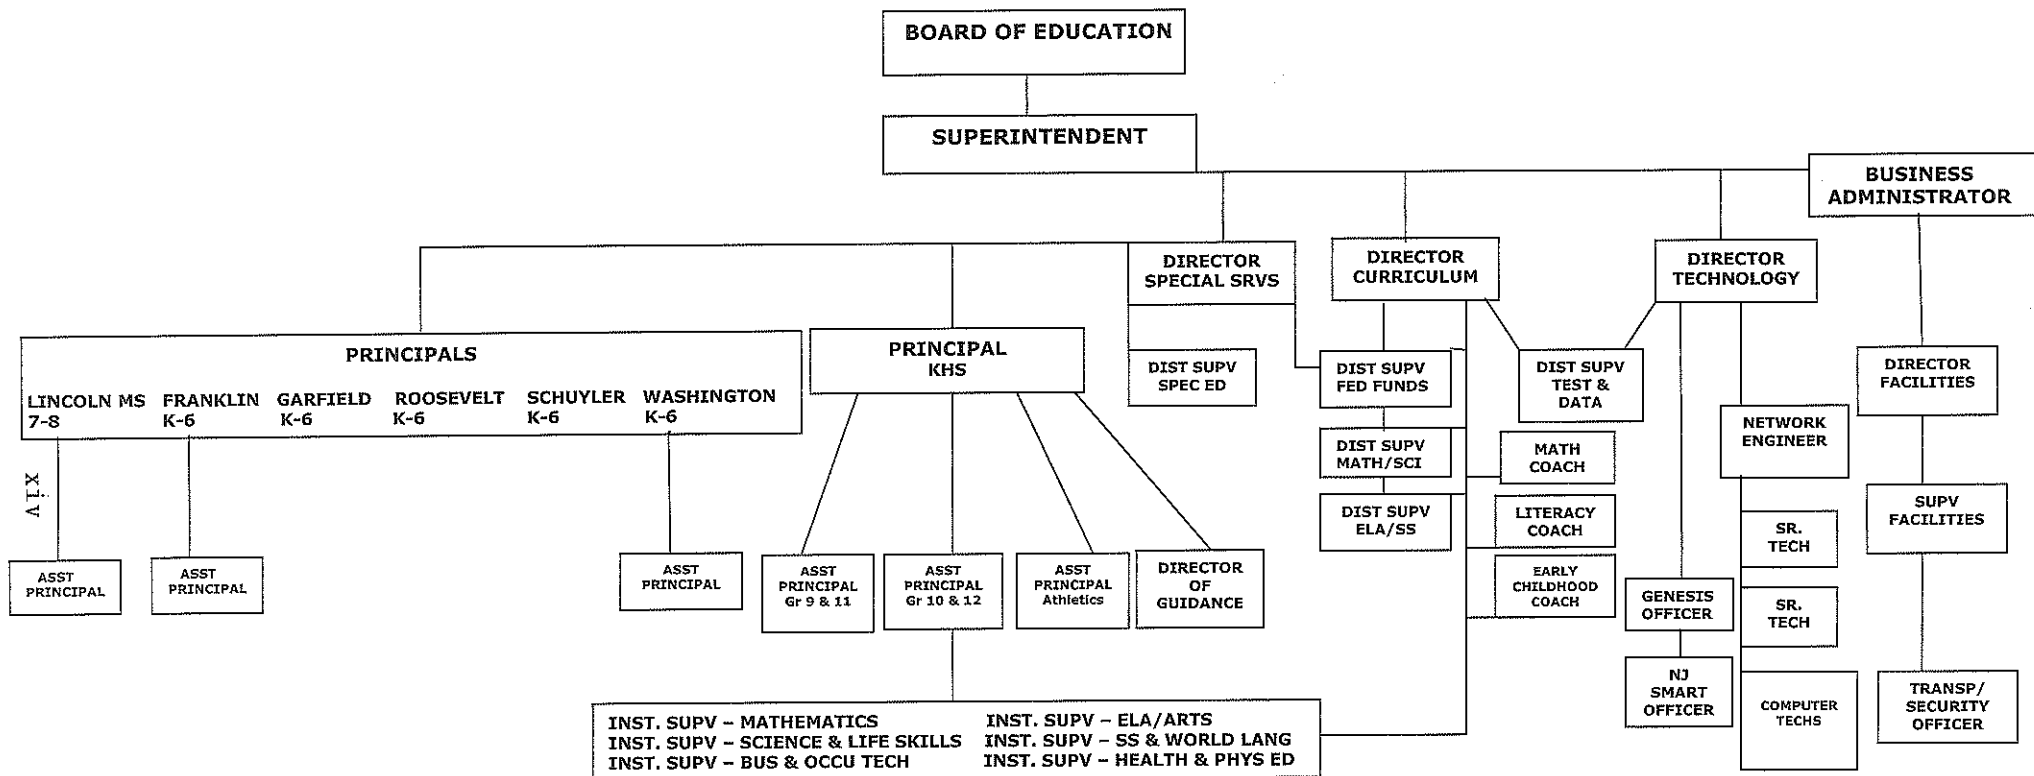 BOARD OF EDUCATION
SUPERINTENDENT
BUSINESS
ADMINISTRATOR
DIRECTOR
SPECIAL SRVS
DIRECTOR
CURRICULUM
DIRECTOR
TECHNOLOGY
PRINCIPALS
LINCOLN MS
7-8
FRANKLIN
K-6
GARFIELD
K-6
ROOSEVELT
K-6
SCHUYLER
K-6
WASHINGTON
K-6
PRINCIPAL
KHS
DIST SUPV
SPEC ED
DIST SUPV
FED FUNDS
DIST SUPV
TEST &
DATA
DIRECTOR
FACILITIES
NETWORK
ENGINEER
DIST SUPV
MATH/SCI
MATH
COACH
xiv
DIST SUPV
ELA/SS
LITERACY
COACH
SR.
TECH
SUPV
FACILITIES
ASST
PRINCIPAL
ASST
PRINCIPAL
ASST
PRINCIPAL
ASST
PRINCIPAL
Gr 9 & 11
ASST
PRINCIPAL
Gr 10 & 12
ASST
PRINCIPAL
Athletics
DIRECTOR
OF
GUIDANCE
EARLY
CHILDHOOD
COACH
GENESIS
OFFICER
SR.
TECH
NJ
SMART
OFFICER
COMPUTER
TECHS
TRANSP/
SECURITY
OFFICER
INST. SUPV – MATHEMATICS
INST. SUPV – SCIENCE & LIFE SKILLS
INST. SUPV – BUS & OCCU TECH
INST. SUPV – ELA/ARTS
INST. SUPV – SS & WORLD LANG
INST. SUPV – HEALTH & PHYS ED